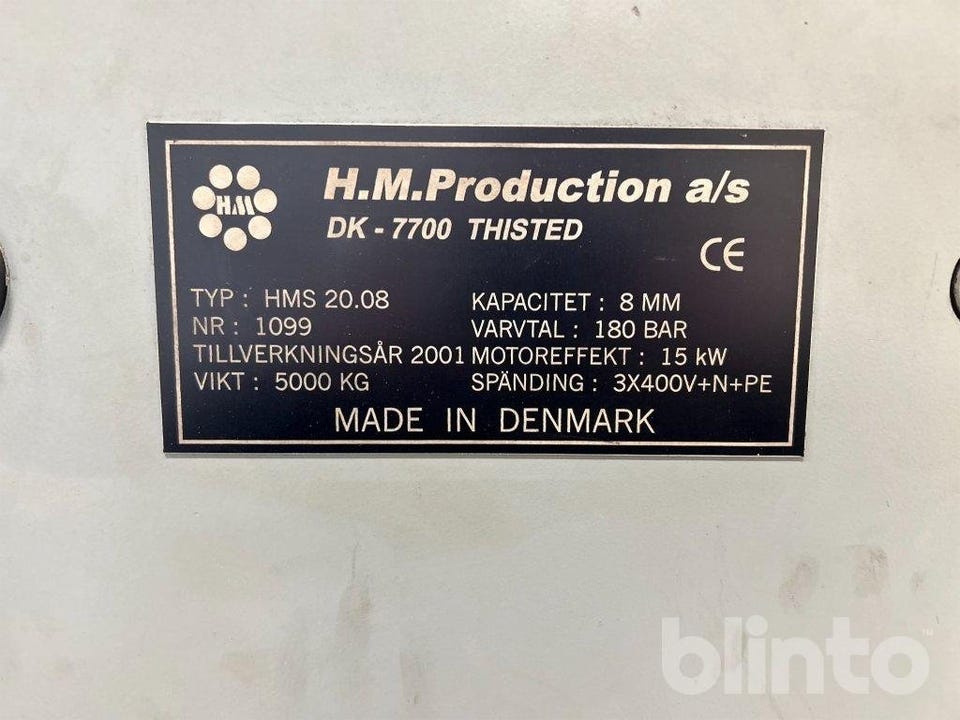 HM
H.M.Production a/s
DK - 7700 THISTED
CE
TYP : HMS 20.08
KAPACITET : 8 MM
NR : 1099
VARVTAL : 180 BAR
TILLVERKNINGSÅR 2001
MOTOREFFEKT : 15 kW
VIKT : 5000 KG
SPÄNDING : 3X400V+N+PE
MADE IN DENMARK
blinto™